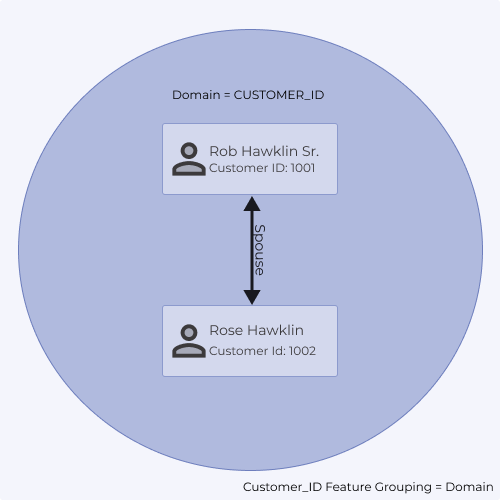 Domain = CUSTOMER_ID
Rob Hawklin Sr.
Customer ID: 1001
Spouse
Rose Hawklin
Customer Id: 1002
Customer_ID Feature Grouping = Domain